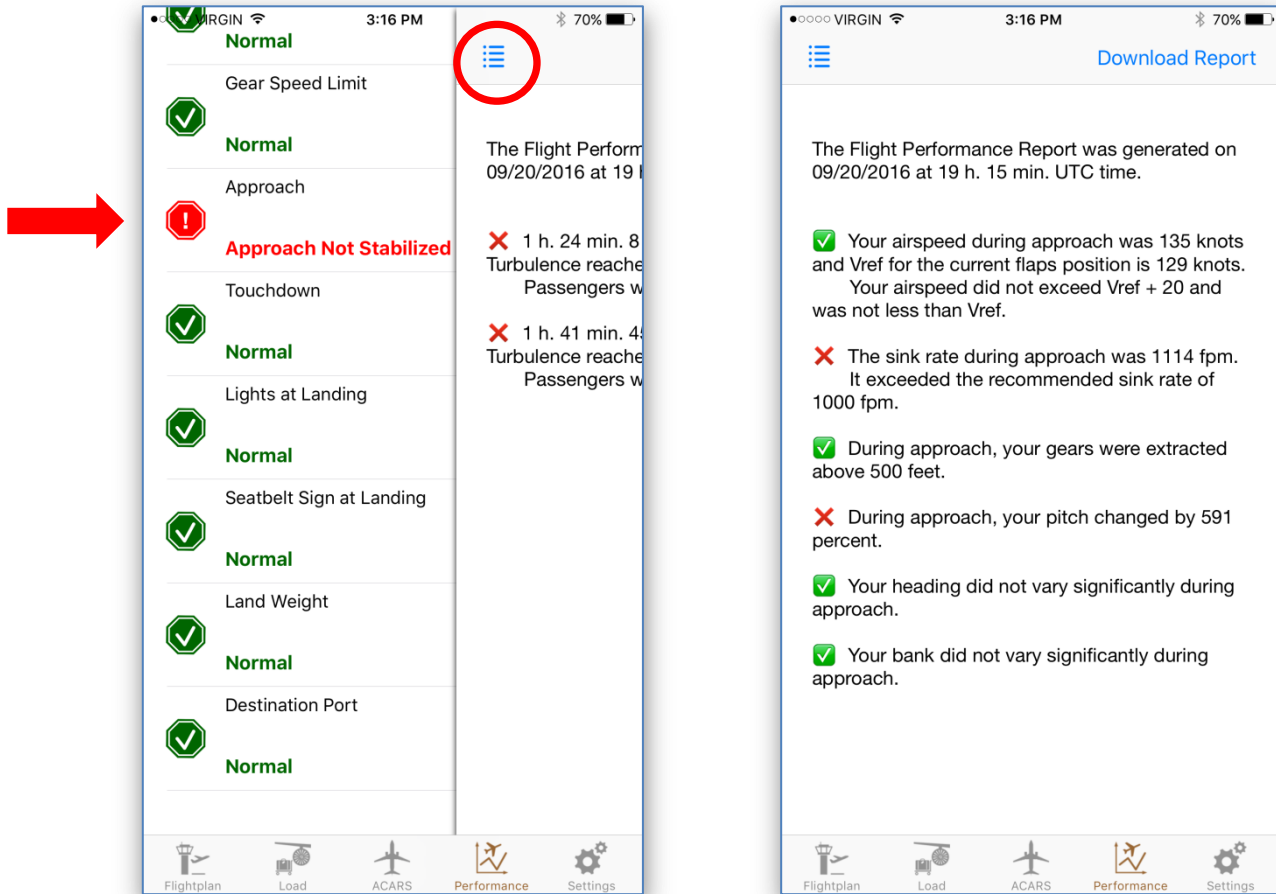 VIRGIN 3:16 PM 70%
Normal
Gear Speed Limit
Normal
Approach
Approach Not Stabilized
Touchdown
Normal
Lights at Landing
Normal
Seatbelt Sign at Landing
Normal
Land Weight
Normal
Destination Port
Normal
The Flight Perform
09/20/2016 at 19
1 h. 24 min. 8
Turbulence reache
Passengers w
1 h. 41 min. 45
Turbulence reache
Passengers w
Flightplan Load ACARS Performance Settings
VIRGIN 3:16 PM 70%
Download Report
The Flight Performance Report was generated on
09/20/2016 at 19 h. 15 min. UTC time.
Your airspeed during approach was 135 knots
and Vref for the current flaps position is 129 knots.
Your airspeed did not exceed Vref + 20 and
was not less than Vref.
The sink rate during approach was 1114 fpm.
It exceeded the recommended sink rate of
1000 fpm.
During approach, your gears were extracted
above 500 feet.
During approach, your pitch changed by 591
percent.
Your heading did not vary significantly during
approach.
Your bank did not vary significantly during
approach.
Flightplan Load ACARS Performance Settings